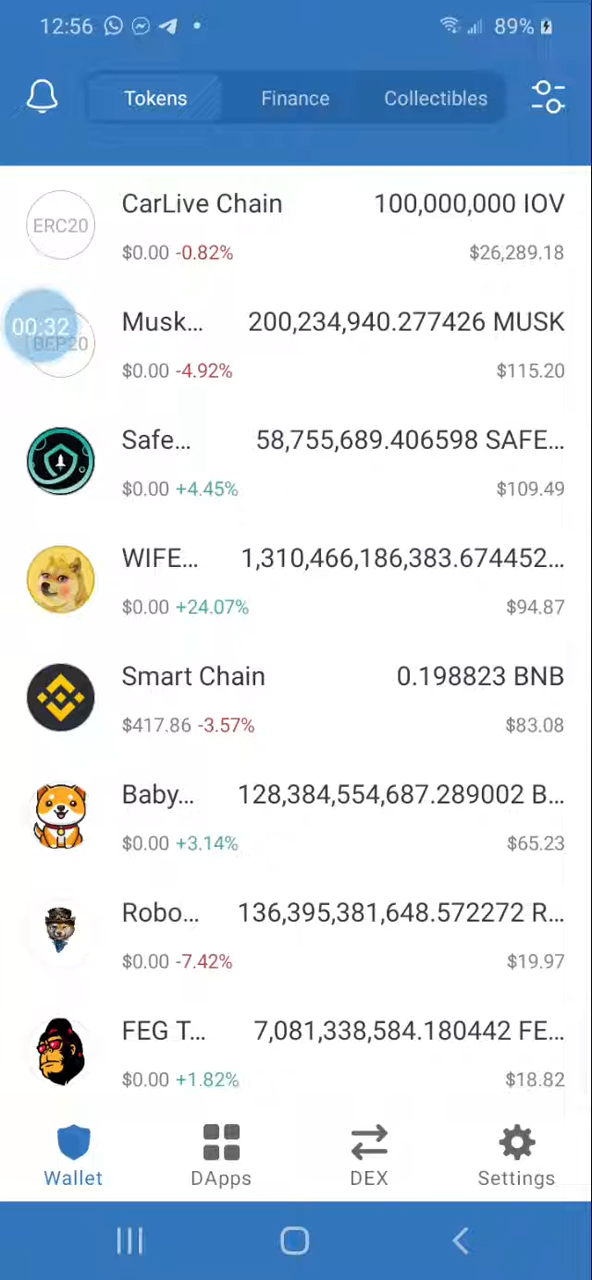 12:56 89%
Tokens Finance Collectibles
CarLive Chain 100,000,000 IOV
ERC20
$0.00 -0.82% $26,289.18
Musk... 200,234,940.277426 MUSK
00:32
BEP20
$0.00 -4.92% $115.20
Safe... 58,755,689.406598 SAFE...
$0.00 +4.45% $109.49
WIFE... 1,310,466,186,383.674452...
$0.00 +24.07% $94.87
Smart Chain 0.198823 BNB
$417.86 -3.57% $83.08
Baby... 128,384,554,687.289002 B...
$0.00 +3.14% $65.23
Robo... 136,395,381,648.572272 R...
$0.00 -7.42% $19.97
FEG T... 7,081,338,584.180442 FE...
$0.00 +1.82% $18.82
Wallet DApps DEX Settings